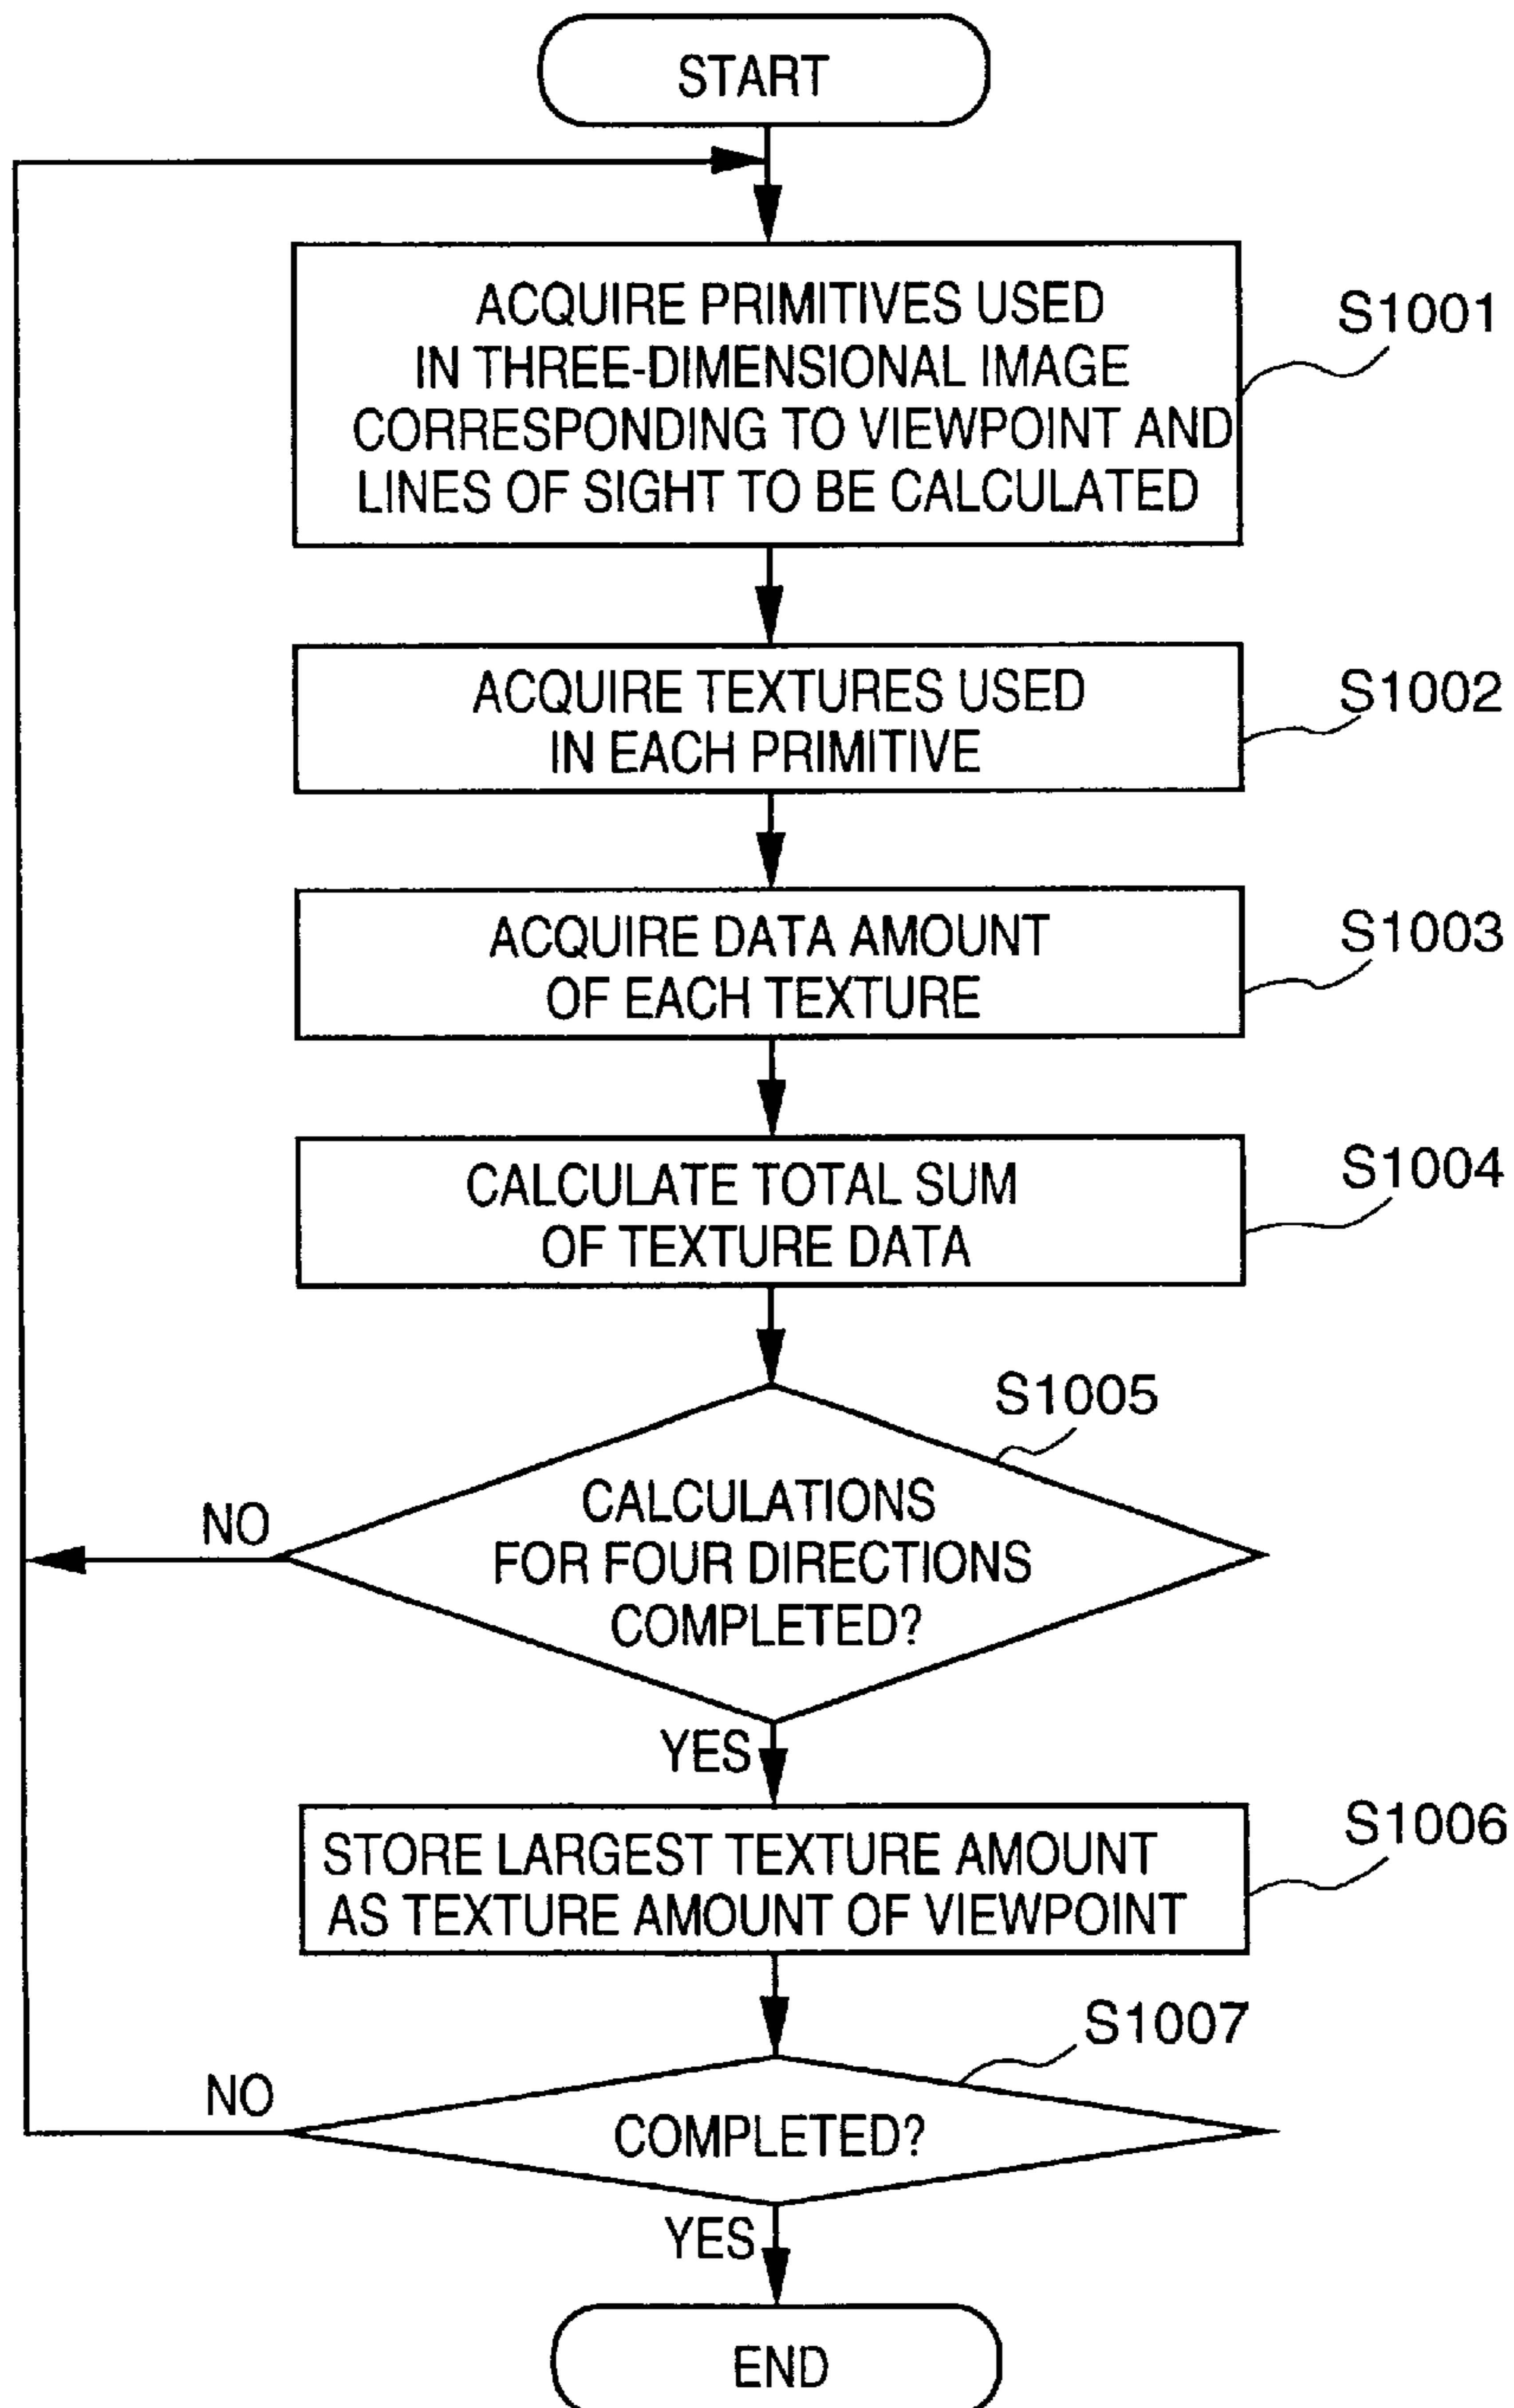 START
ACQUIRE PRIMITIVES USED
IN THREE-DIMENSIONAL IMAGE
CORRESPONDING TO VIEWPOINT AND
LINES OF SIGHT TO BE CALCULATED
S1001
ACQUIRE TEXTURES USED
IN EACH PRIMITIVE
S1002
ACQUIRE DATA AMOUNT
OF EACH TEXTURE
S1003
CALCULATE TOTAL SUM
OF TEXTURE DATA
S1004
S1005
CALCULATIONS
FOR FOUR DIRECTIONS
COMPLETED?
NO
YES
STORE LARGEST TEXTURE AMOUNT
AS TEXTURE AMOUNT OF VIEWPOINT
S1006
S1007
COMPLETED?
NO
YES
END